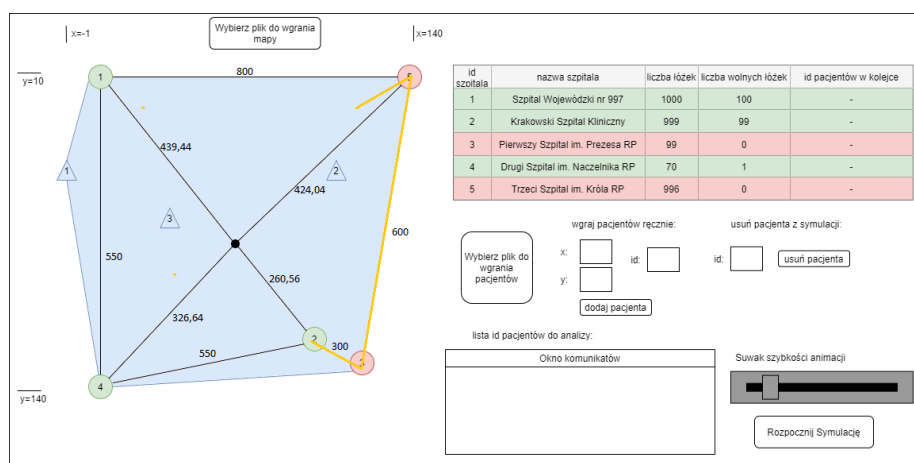 x=-1
Wybierz plik do wgrania
mapy
x=140
y=10
1
800
5
439,44
1
2
424,04
3
600
550
260,56
326,64
2
300
550
3
4
y=140
id
szpitala
nazwa szpitala
liczba łóżek
liczba wolnych łóżek
id pacjentów w kolejce
1
Szpital Wojewódzki nr 997
1000
100
-
2
Krakowski Szpital Kliniczny
999
99
-
3
Pierwszy Szpital im. Prezesa RP
99
0
-
4
Drugi Szpital im. Naczelnika RP
70
1
-
5
Trzeci Szpital im. Króla RP
996
0
-
wgraj pacjentów ręcznie:
usuń pacjenta z symulacji:
Wybierz plik do
wgrania
pacjentów
x:
id:
y:
dodaj pacjenta
id:
usuń pacjenta
lista id pacjentów do analizy:
Okno komunikatów
Suwak szybkości animacji
Rozpocznij Symulację